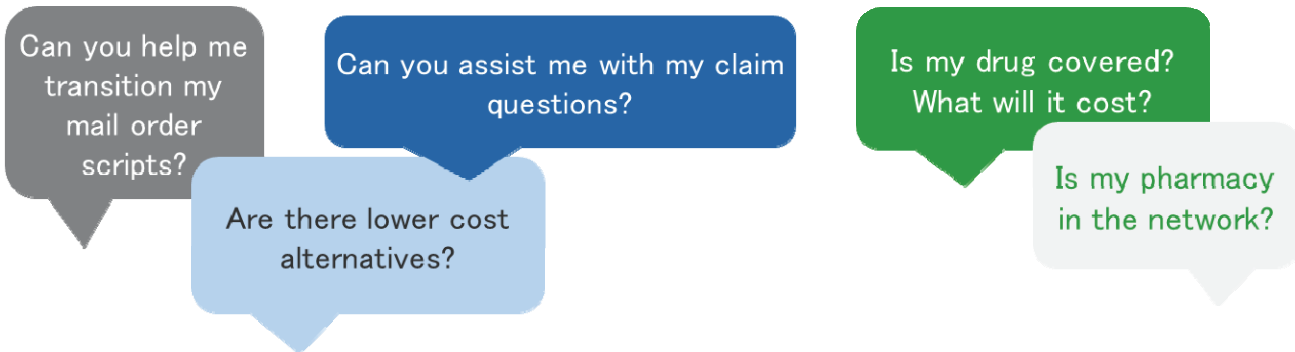 Can you help me
transition my
mail order
scripts?
Can you assist me with my claim
questions?
Are there lower cost
alternatives?
Is my drug covered?
What will it cost?
Is my pharmacy
in the network?